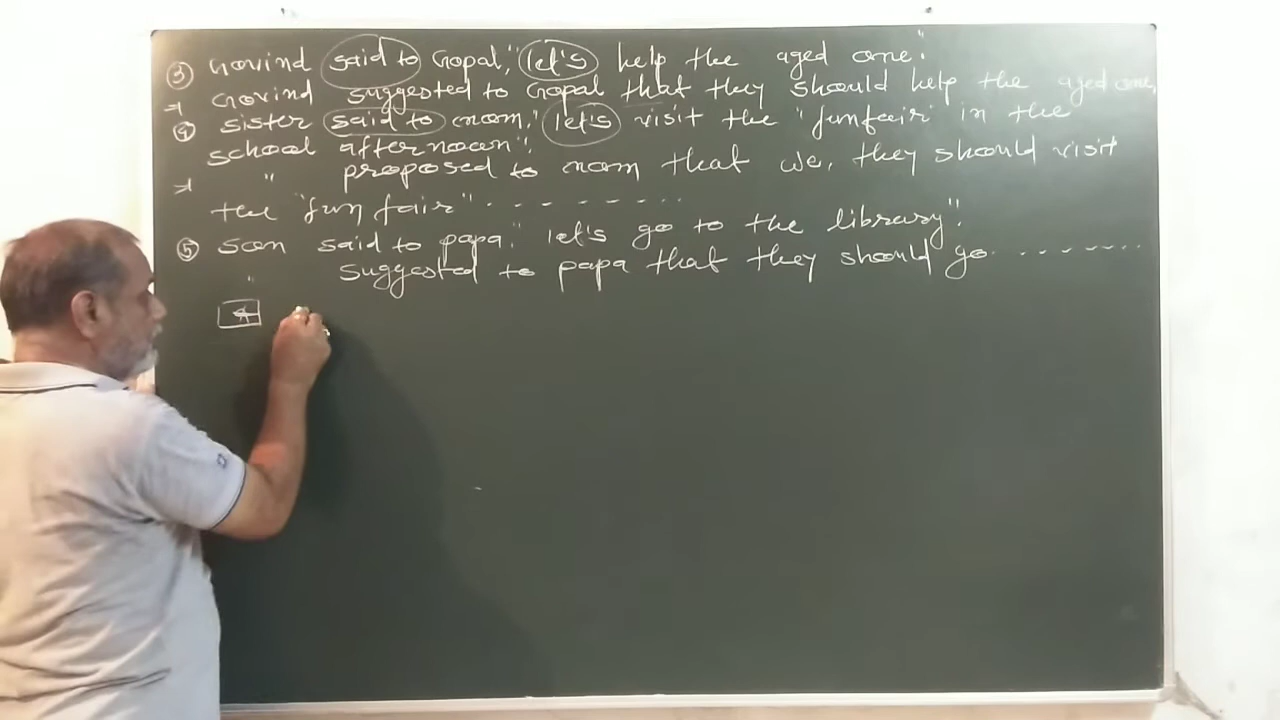 ③ Govind said to Gopal, "let's help the aged one."
→ Govind suggested to Gopal that they should help the aged one.
④ sister said to mom, "let's visit the "funfair" in the
school afternoon".
→ " proposed to mom that we, they should visit
the "fun fair" - - - - - - - - -
⑤ Son said to papa," let's go to the library".
" suggested to papa that they should go - - - - - - - -